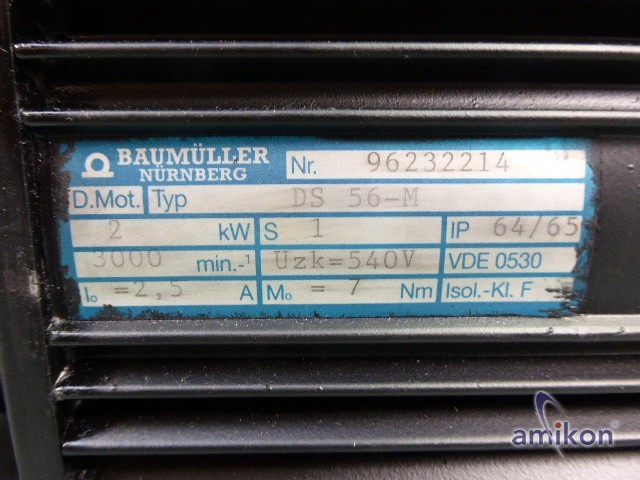 BAUMÜLLER
NÜRNBERG
Nr. 96232214
D.Mot. Typ DS 56-M
2 kW S 1 IP 64/65
3000 min.-¹ Uzk=540V VDE 0530
I₀ =2,5 A M₀ = 7 Nm Isol.-Kl. F
amikon